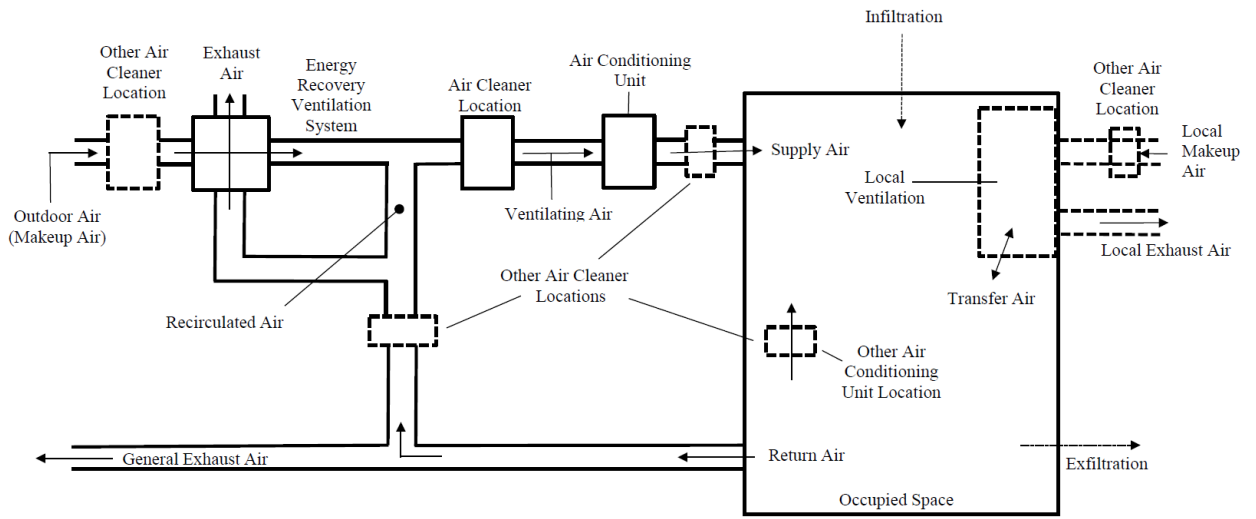 Other Air
Cleaner
Location
Exhaust
Air
Energy
Recovery
Ventilation
System
Air Cleaner
Location
Air Conditioning
Unit
Infiltration
Other Air
Cleaner
Location
Outdoor Air
(Makeup Air)
Ventilating Air
Supply Air
Local
Ventilation
Local
Makeup
Air
Local Exhaust Air
Recirculated Air
Other Air Cleaner
Locations
Transfer Air
Other Air
Conditioning
Unit Location
General Exhaust Air
Return Air
Exfiltration
Occupied Space